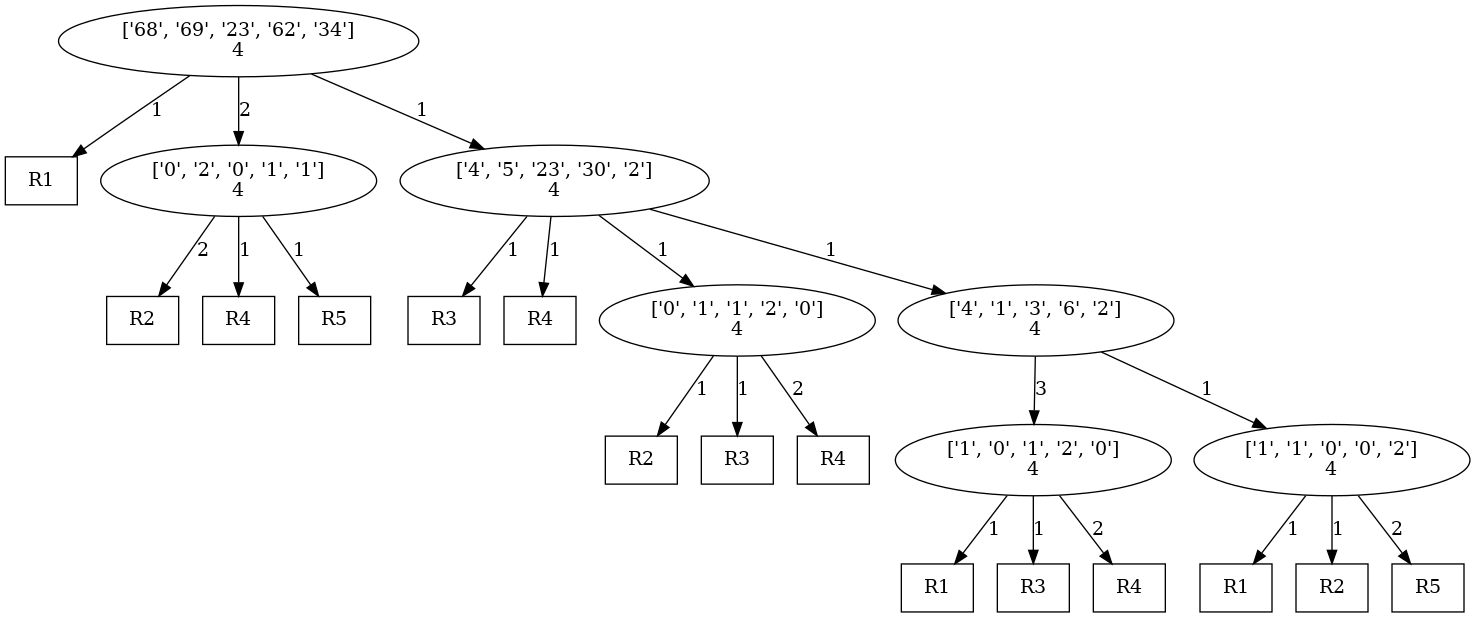 ['68', '69', '23', '62', '34']
4
1
2
1
R1
['0', '2', '0', '1', '1']
4
['4', '5', '23', '30', '2']
4
2
1
1
1
1
1
1
R2
R4
R5
R3
R4
['0', '1', '1', '2', '0']
4
['4', '1', '3', '6', '2']
4
1
1
2
3
1
R2
R3
R4
['1', '0', '1', '2', '0']
4
['1', '1', '0', '0', '2']
4
1
1
2
1
1
2
R1
R3
R4
R1
R2
R5